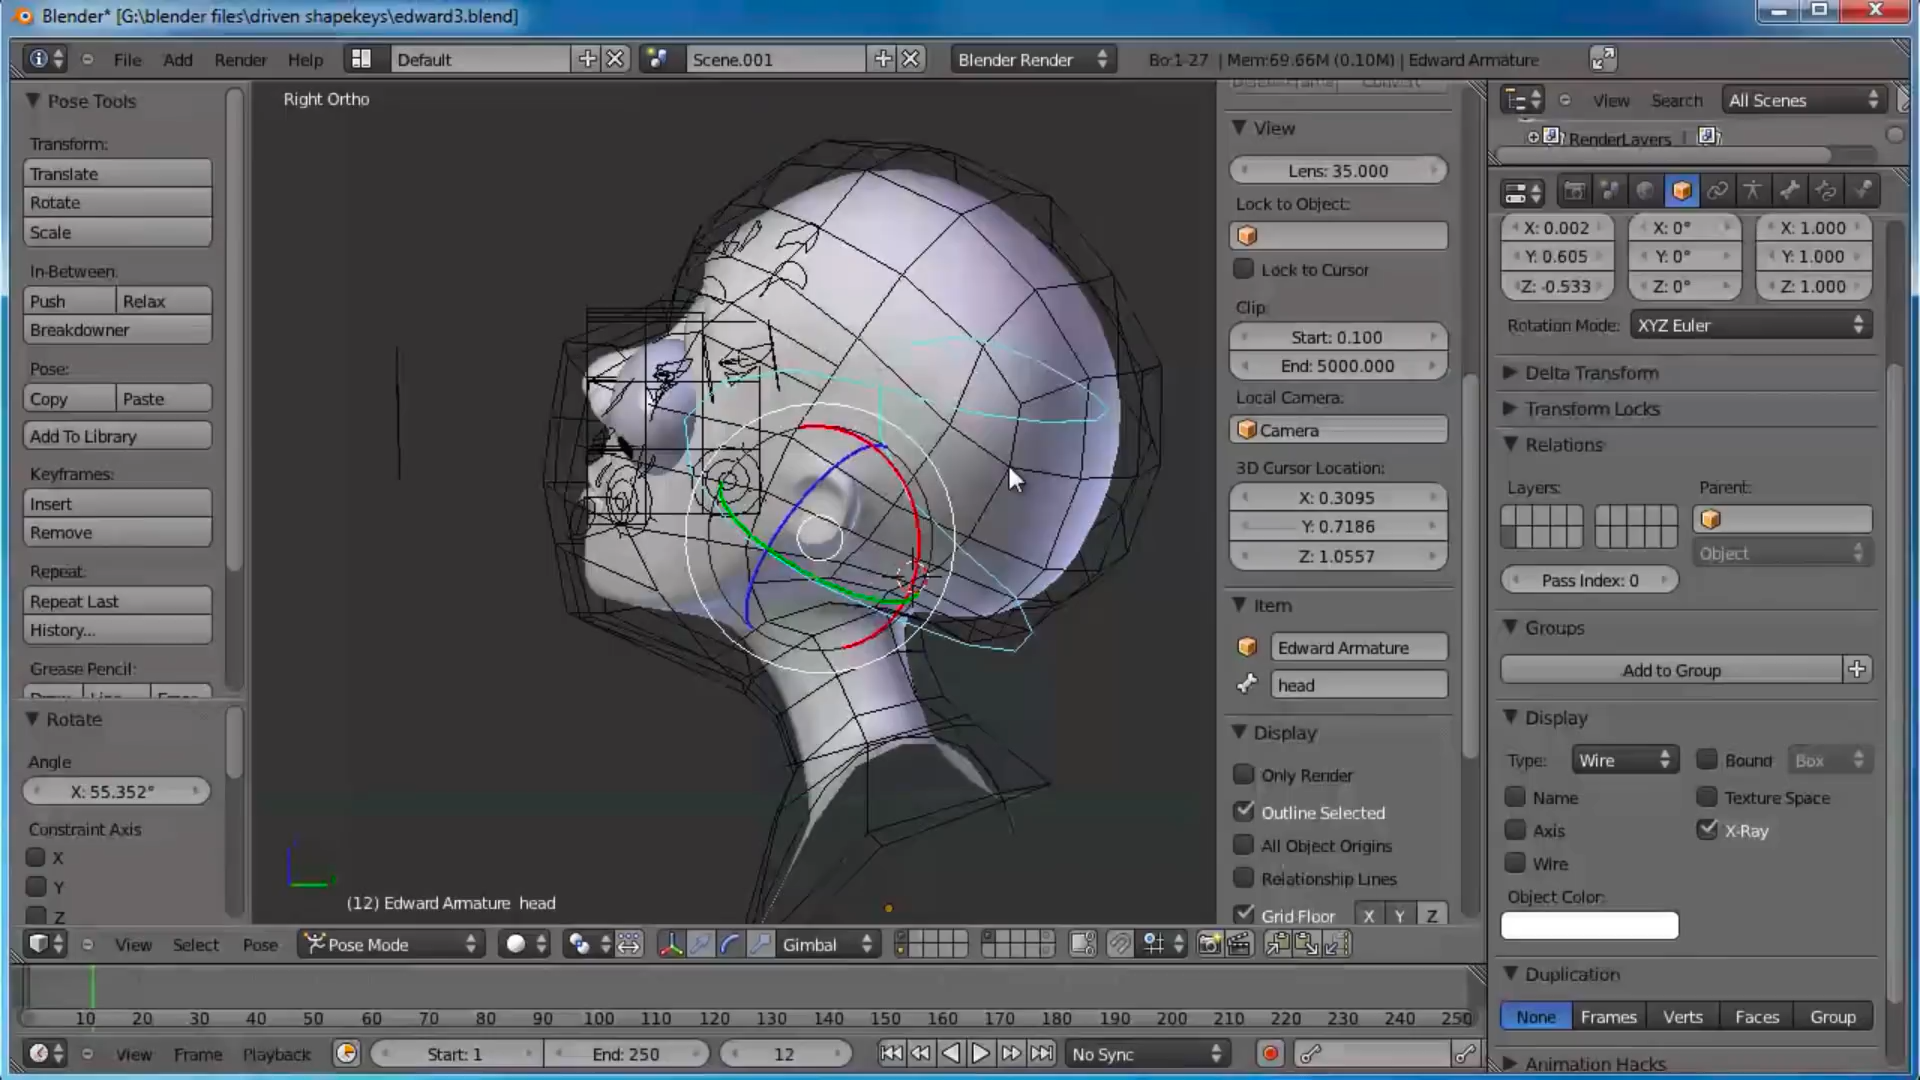 Blender* [G:\blender files\driven shapekeys\edward3.blend]
File Add Render Help Default Scene.001 Blender Render Bo:1-27 | Mem:69.66M (0.10M) | Edward Armature
Pose Tools
Transform:
Translate
Rotate
Scale
In-Between:
Push Relax
Breakdowner
Pose:
Copy Paste
Add To Library
Keyframes:
Insert
Remove
Repeat:
Repeat Last
History...
Grease Pencil:
Rotate
Angle
X: 55.352°
Constraint Axis
X
Y
Z
Right Ortho
(12) Edward Armature head
View
Lens: 35.000
Lock to Object:
Lock to Cursor
Clip:
Start: 0.100
End: 5000.000
Local Camera:
Camera
3D Cursor Location:
X: 0.3095
Y: 0.7186
Z: 1.0557
Item
Edward Armature
head
Display
Only Render
Outline Selected
All Object Origins
Relationship Lines
Grid Floor X Y Z
View Search All Scenes
RenderLayers
X: 0.002 X: 0° X: 1.000
Y: 0.605 Y: 0° Y: 1.000
Z: -0.533 Z: 0° Z: 1.000
Rotation Mode: XYZ Euler
Delta Transform
Transform Locks
Relations
Layers: Parent:
Object
Pass Index: 0
Groups
Add to Group
Display
Type: Wire Bound Box
Name Texture Space
Axis X-Ray
Wire
Object Color:
Duplication
None Frames Verts Faces Group
Animation Hacks
View Select Pose Pose Mode Gimbal
10 20 30 40 50 60 70 80 90 100 110 120 130 140 150 160 170 180 190 200 210 220 230 240 250
View Frame Playback Start: 1 End: 250 12 No Sync